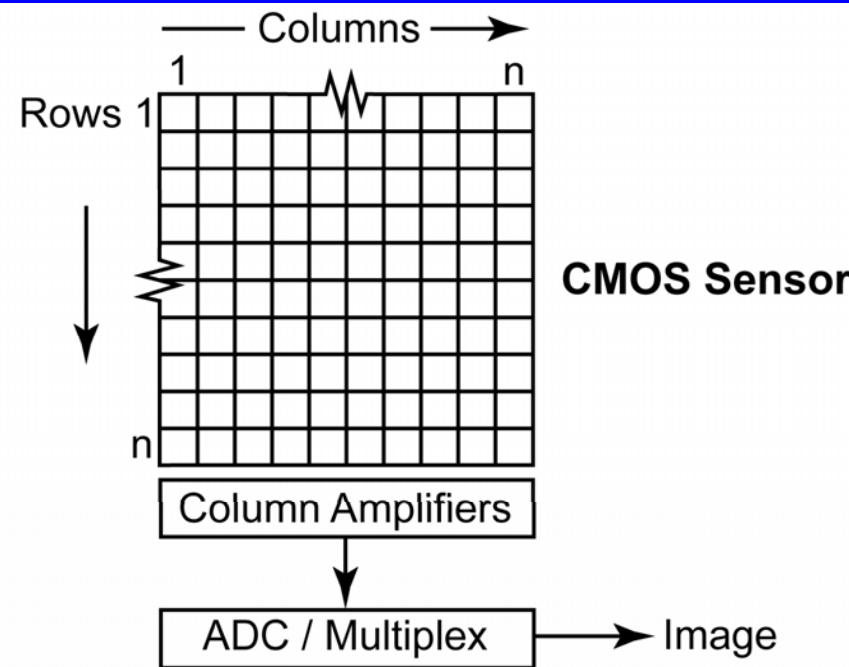 Columns
1 n
Rows 1
CMOS Sensor
n
Column Amplifiers
ADC / Multiplex Image